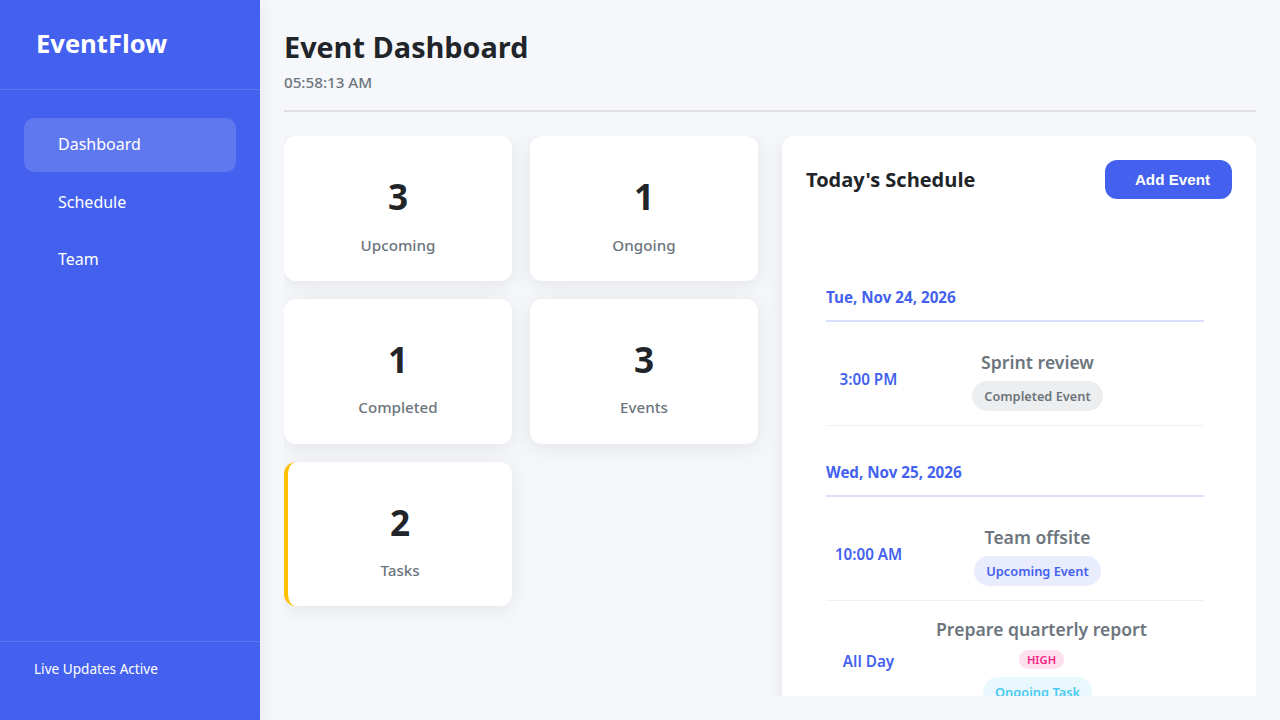 EventFlow
Dashboard
Schedule
Team
Live Updates Active
Event Dashboard
05:58:13 AM
3
Upcoming
1
Ongoing
1
Completed
3
Events
2
Tasks
Today's Schedule
Add Event
Tue, Nov 24, 2026
3:00 PM
Sprint review
Completed Event
Wed, Nov 25, 2026
10:00 AM
Team offsite
Upcoming Event
All Day
Prepare quarterly report
HIGH
Ongoing Task